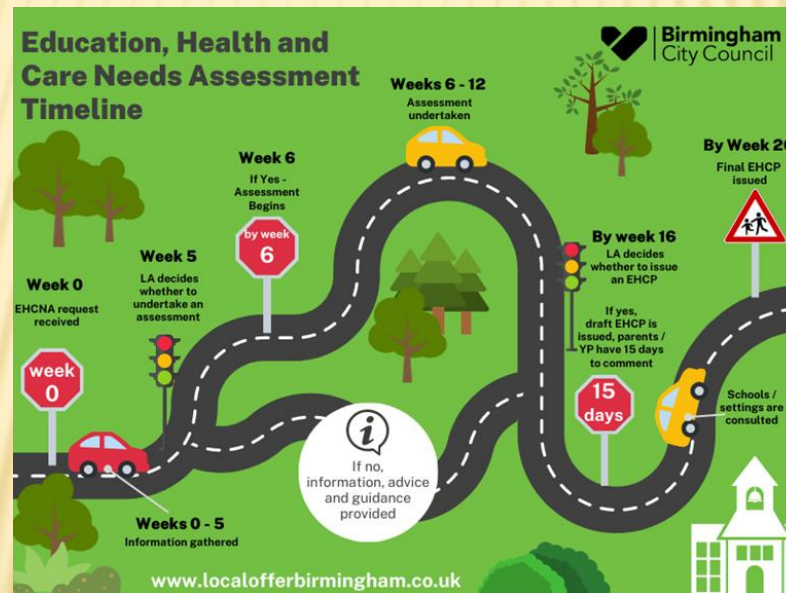 Education, Health and
Care Needs Assessment
Timeline
Birmingham
City Council
Week 0
EHCNA request
received
week
0
Weeks 0 - 5
Information gathered
Week 5
LA decides
whether to
undertake an
assessment
Week 6
If Yes -
Assessment
Begins
by week
6
Weeks 6 - 12
Assessment
undertaken
i
If no,
information, advice
and guidance
provided
By week 16
LA decides
whether to issue
an EHCP
If yes,
draft EHCP is
issued, parents /
YP have 15 days
to comment
15
days
Schools /
settings are
consulted
By Week
Final EHCP
issued
www.localofferbirmingham.co.uk